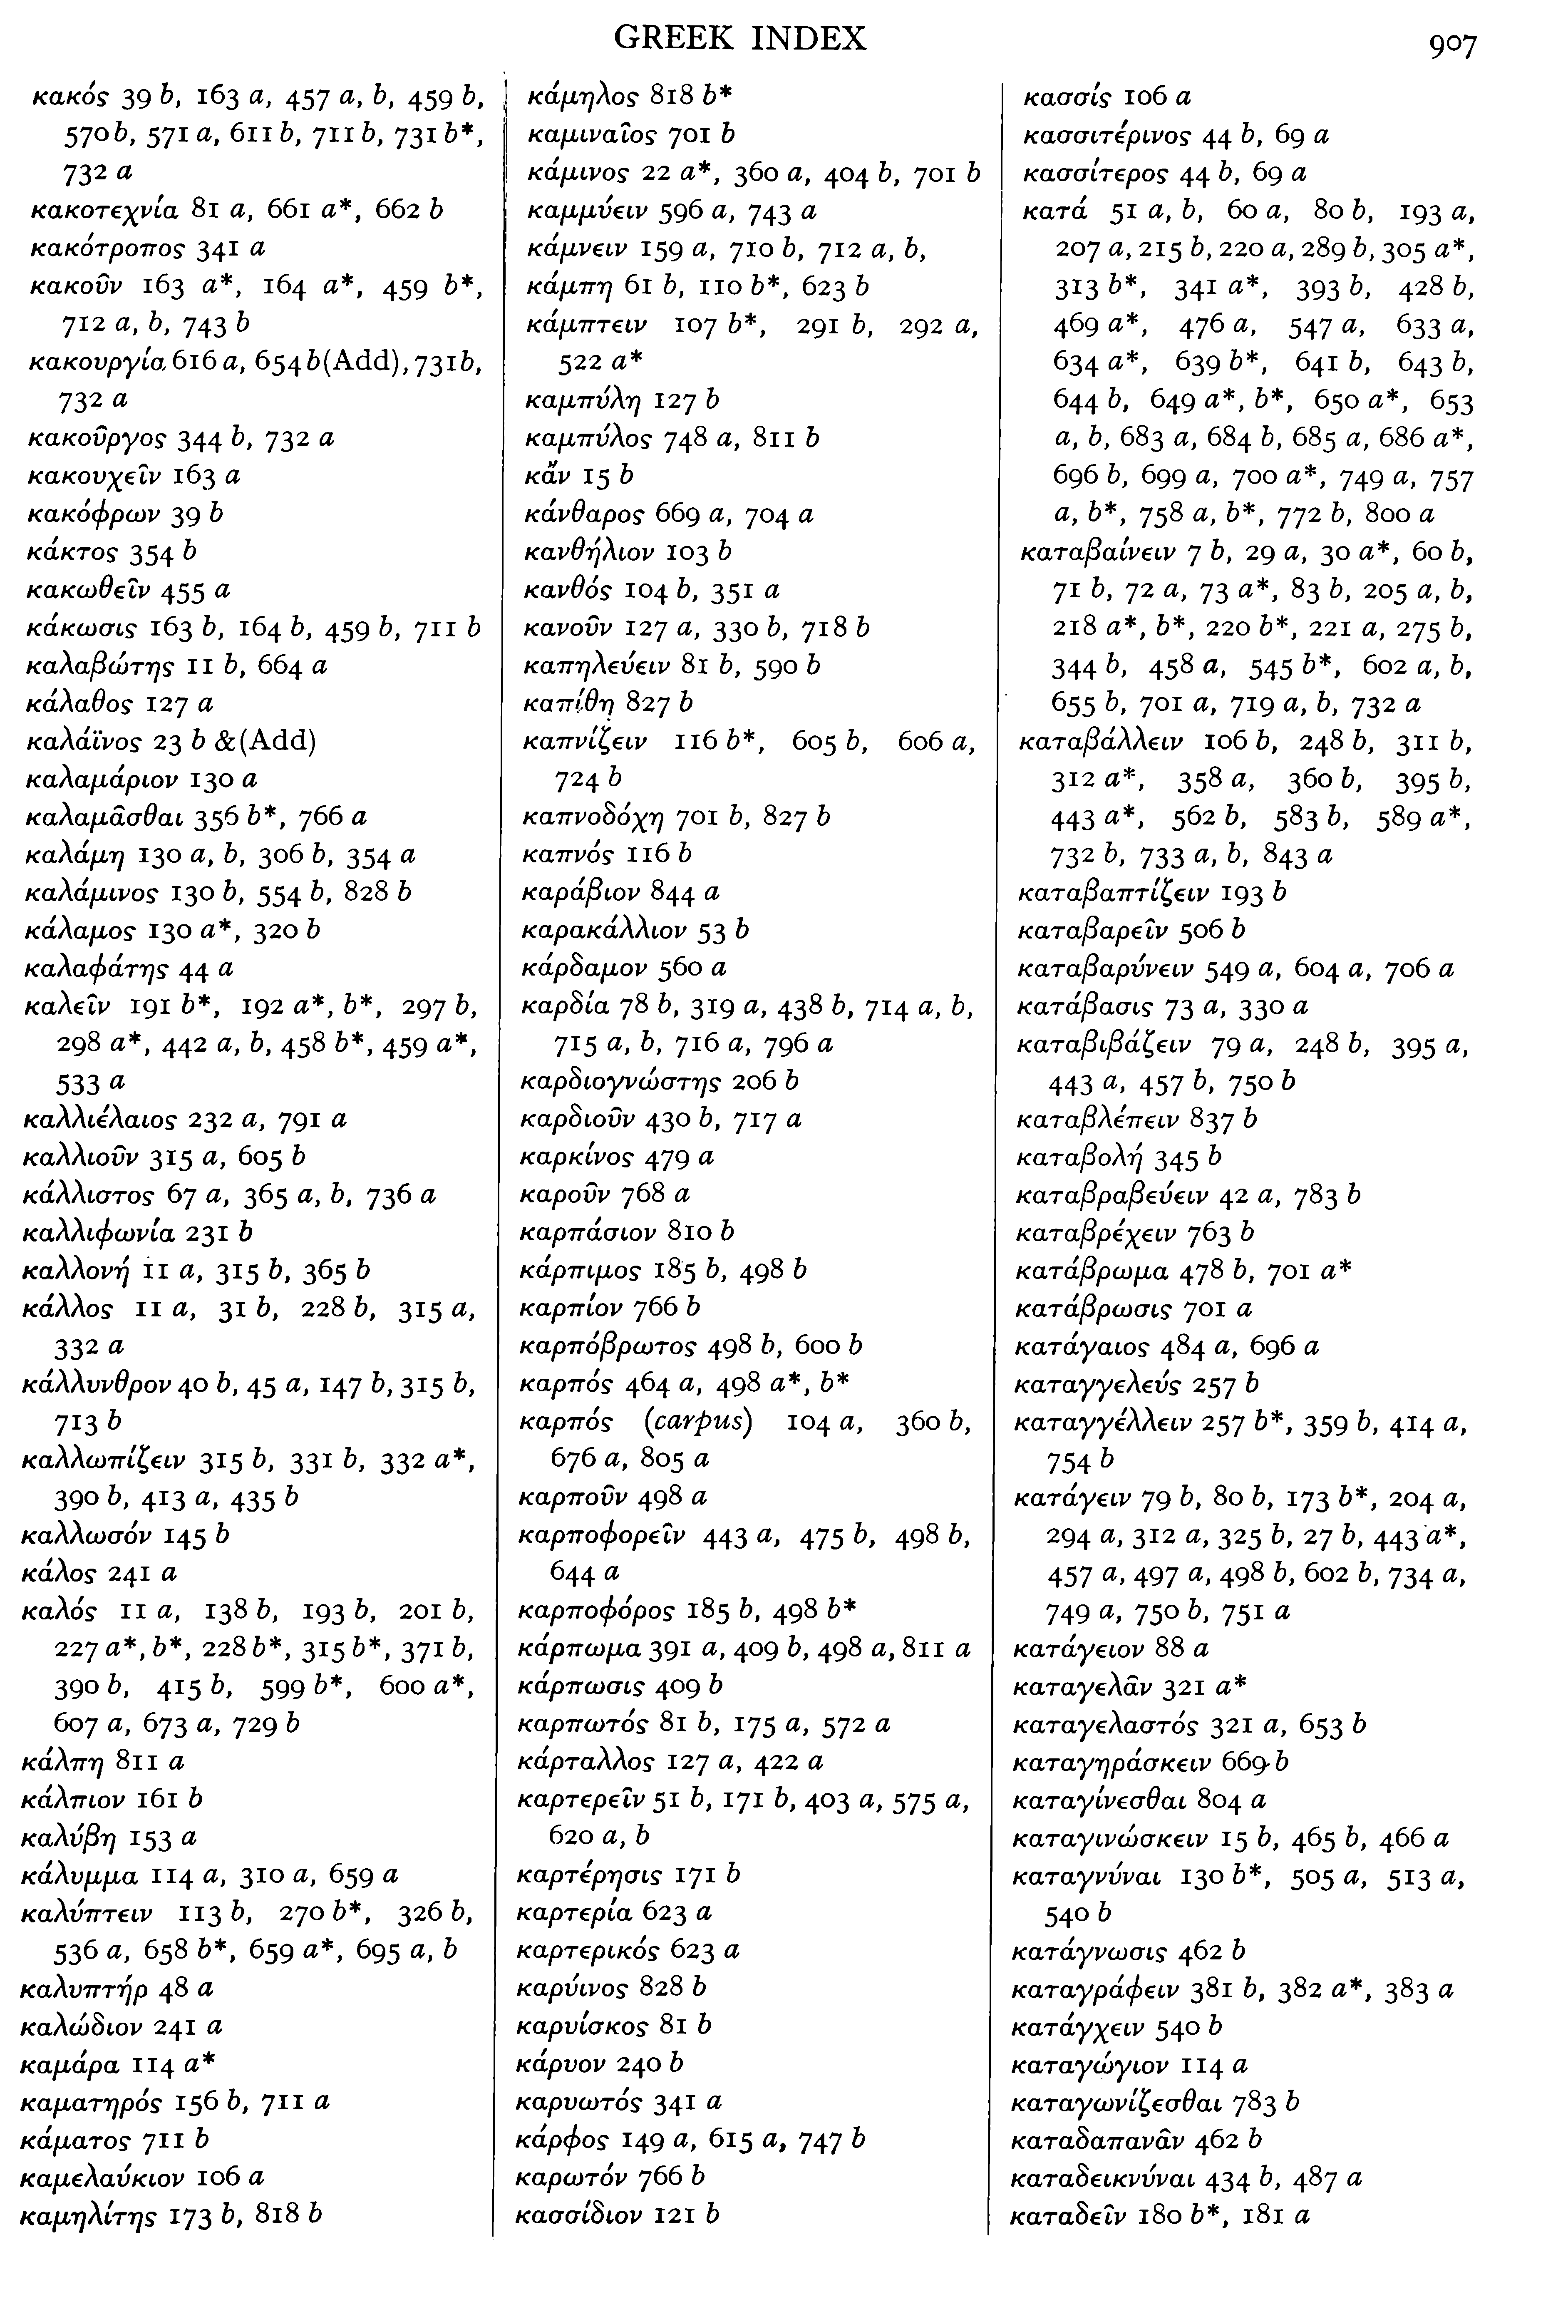 GREEK INDEX
907
κακός 39 b, 163 a, 457 a, b, 459 b,
570 b, 571 a, 611 b, 711 b, 731 b*,
732 a
κακοτεχνία 81 a, 661 a*, 662 b
κακότροπος 341 a
κακοῦν 163 a*, 164 a*, 459 b*,
712 a, b, 743 b
κακουργία 616 a, 654 b (Add), 731 b,
732 a
κακοῦργος 344 b, 732 a
κακουχεῖν 163 a
κακόφρων 39 b
κάκτος 354 b
κακωθεῖν 455 a
κάκωσις 163 b, 164 b, 459 b, 711 b
καλαβώτης 11 b, 664 a
κάλαθος 127 a
καλάϊνος 23 b &(Add)
καλαμάριον 130 a
καλαμᾶσθαι 356 b*, 766 a
καλάμη 130 a, b, 306 b, 354 a
καλάμινος 130 b, 554 b, 828 b
κάλαμος 130 a*, 320 b
καλαφάτης 44 a
καλεῖν 191 b*, 192 a*, b*, 297 b,
298 a*, 442 a, b, 458 b*, 459 a*,
533 a
καλλιέλαιος 232 a, 791 a
καλλιοῦν 315 a, 605 b
κάλλιστος 67 a, 365 a, b, 736 a
καλλιφωνία 231 b
καλλονή 11 a, 315 b, 365 b
κάλλος 11 a, 31 b, 228 b, 315 a,
332 a
κάλλυνθρον 40 b, 45 a, 147 b, 315 b,
713 b
καλλωπίζειν 315 b, 331 b, 332 a*,
390 b, 413 a, 435 b
καλλωσόν 145 b
κάλος 241 a
καλός 11 a, 138 b, 193 b, 201 b,
227 a*, b*, 228 b*, 315 b*, 371 b,
390 b, 415 b, 599 b*, 600 a*,
607 a, 673 a, 729 b
κάλπη 811 a
κάλπιον 161 b
καλύβη 153 a
κάλυμμα 114 a, 310 a, 659 a
καλύπτειν 113 b, 270 b*, 326 b,
536 a, 658 b*, 659 a*, 695 a, b
καλυπτήρ 48 a
καλώδιον 241 a
καμάρα 114 a*
καματηρός 156 b, 711 a
κάματος 711 b
καμελαύκιον 106 a
καμηλίτης 173 b, 818 b
κάμηλος 818 b*
καμιναῖος 701 b
κάμινος 22 a*, 360 a, 404 b, 701 b
καμμύειν 596 a, 743 a
κάμνειν 159 a, 710 b, 712 a, b,
κάμπη 61 b, 110 b*, 623 b
κάμπτειν 107 b*, 291 b, 292 a,
522 a*
καμπύλη 127 b
καμπύλος 748 a, 811 b
κἄν 15 b
κάνθαρος 669 a, 704 a
κανθήλιον 103 b
κανθός 104 b, 351 a
κανοῦν 127 a, 330 b, 718 b
καπηλεύειν 81 b, 590 b
καπίθη 827 b
καπνίζειν 116 b*, 605 b, 606 a,
724 b
καπνοδόχη 701 b, 827 b
καπνός 116 b
καράβιον 844 a
καρακάλλιον 53 b
κάρδαμον 560 a
καρδία 78 b, 319 a, 438 b, 714 a, b,
715 a, b, 716 a, 796 a
καρδιογνώστης 206 b
καρδιοῦν 430 b, 717 a
καρκίνος 479 a
καροῦν 768 a
καρπάσιον 810 b
κάρπιμος 185 b, 498 b
καρπίον 766 b
καρπόβρωτος 498 b, 600 b
καρπός 464 a, 498 a*, b*
καρπός (carpus) 104 a, 360 b,
676 a, 805 a
καρποῦν 498 a
καρποφορεῖν 443 a, 475 b, 498 b,
644 a
καρποφόρος 185 b, 498 b*
κάρπωμα 391 a, 409 b, 498 a, 811 a
κάρπωσις 409 b
καρπωτός 81 b, 175 a, 572 a
κάρταλλος 127 a, 422 a
καρτερεῖν 51 b, 171 b, 403 a, 575 a,
620 a, b
καρτέρησις 171 b
καρτερία 623 a
καρτερικός 623 a
καρύινος 828 b
καρυίσκος 81 b
κάρυον 240 b
καρυωτός 341 a
κάρφος 149 a, 615 a, 747 b
καρωτόν 766 b
κασσίδιον 121 b
κασσίς 106 a
κασσιτέρινος 44 b, 69 a
κασσίτερος 44 b, 69 a
κατά 51 a, b, 60 a, 80 b, 193 a,
207 a, 215 b, 220 a, 289 b, 305 a*,
313 b*, 341 a*, 393 b, 428 b,
469 a*, 476 a, 547 a, 633 a,
634 a*, 639 b*, 641 b, 643 b,
644 b, 649 a*, b*, 650 a*, 653
a, b, 683 a, 684 b, 685 a, 686 a*,
696 b, 699 a, 700 a*, 749 a, 757
a, b*, 758 a, b*, 772 b, 800 a
καταβαίνειν 7 b, 29 a, 30 a*, 60 b,
71 b, 72 a, 73 a*, 83 b, 205 a, b,
218 a*, b*, 220 b*, 221 a, 275 b,
344 b, 458 a, 545 b*, 602 a, b,
655 b, 701 a, 719 a, b, 732 a
καταβάλλειν 106 b, 248 b, 311 b,
312 a*, 358 a, 360 b, 395 b,
443 a*, 562 b, 583 b, 589 a*,
732 b, 733 a, b, 843 a
καταβαπτίζειν 193 b
καταβαρεῖν 506 b
καταβαρύνειν 549 a, 604 a, 706 a
κατάβασις 73 a, 330 a
καταβιβάζειν 79 a, 248 b, 395 a,
443 a, 457 b, 750 b
καταβλέπειν 837 b
καταβολή 345 b
καταβραβεύειν 42 a, 783 b
καταβρέχειν 763 b
κατάβρωμα 478 b, 701 a*
κατάβρωσις 701 a
κατάγαιος 484 a, 696 a
καταγγελεύς 257 b
καταγγέλλειν 257 b*, 359 b, 414 a,
754 b
κατάγειν 79 b, 80 b, 173 b*, 204 a,
294 a, 312 a, 325 b, 27 b, 443 a*,
457 a, 497 a, 498 b, 602 b, 734 a,
749 a, 750 b, 751 a
κατάγειον 88 a
καταγελᾶν 321 a*
καταγελαστός 321 a, 653 b
καταγηράσκειν 669 b
καταγίνεσθαι 804 a
καταγινώσκειν 15 b, 465 b, 466 a
καταγνύναι 130 b*, 505 a, 513 a,
540 b
κατάγνωσις 462 b
καταγράφειν 381 b, 382 a*, 383 a
κατάγχειν 540 b
καταγώγιον 114 a
καταγωνίζεσθαι 783 b
καταδαπανᾶν 462 b
καταδεικνύναι 434 b, 487 a
καταδεῖν 180 b*, 181 a